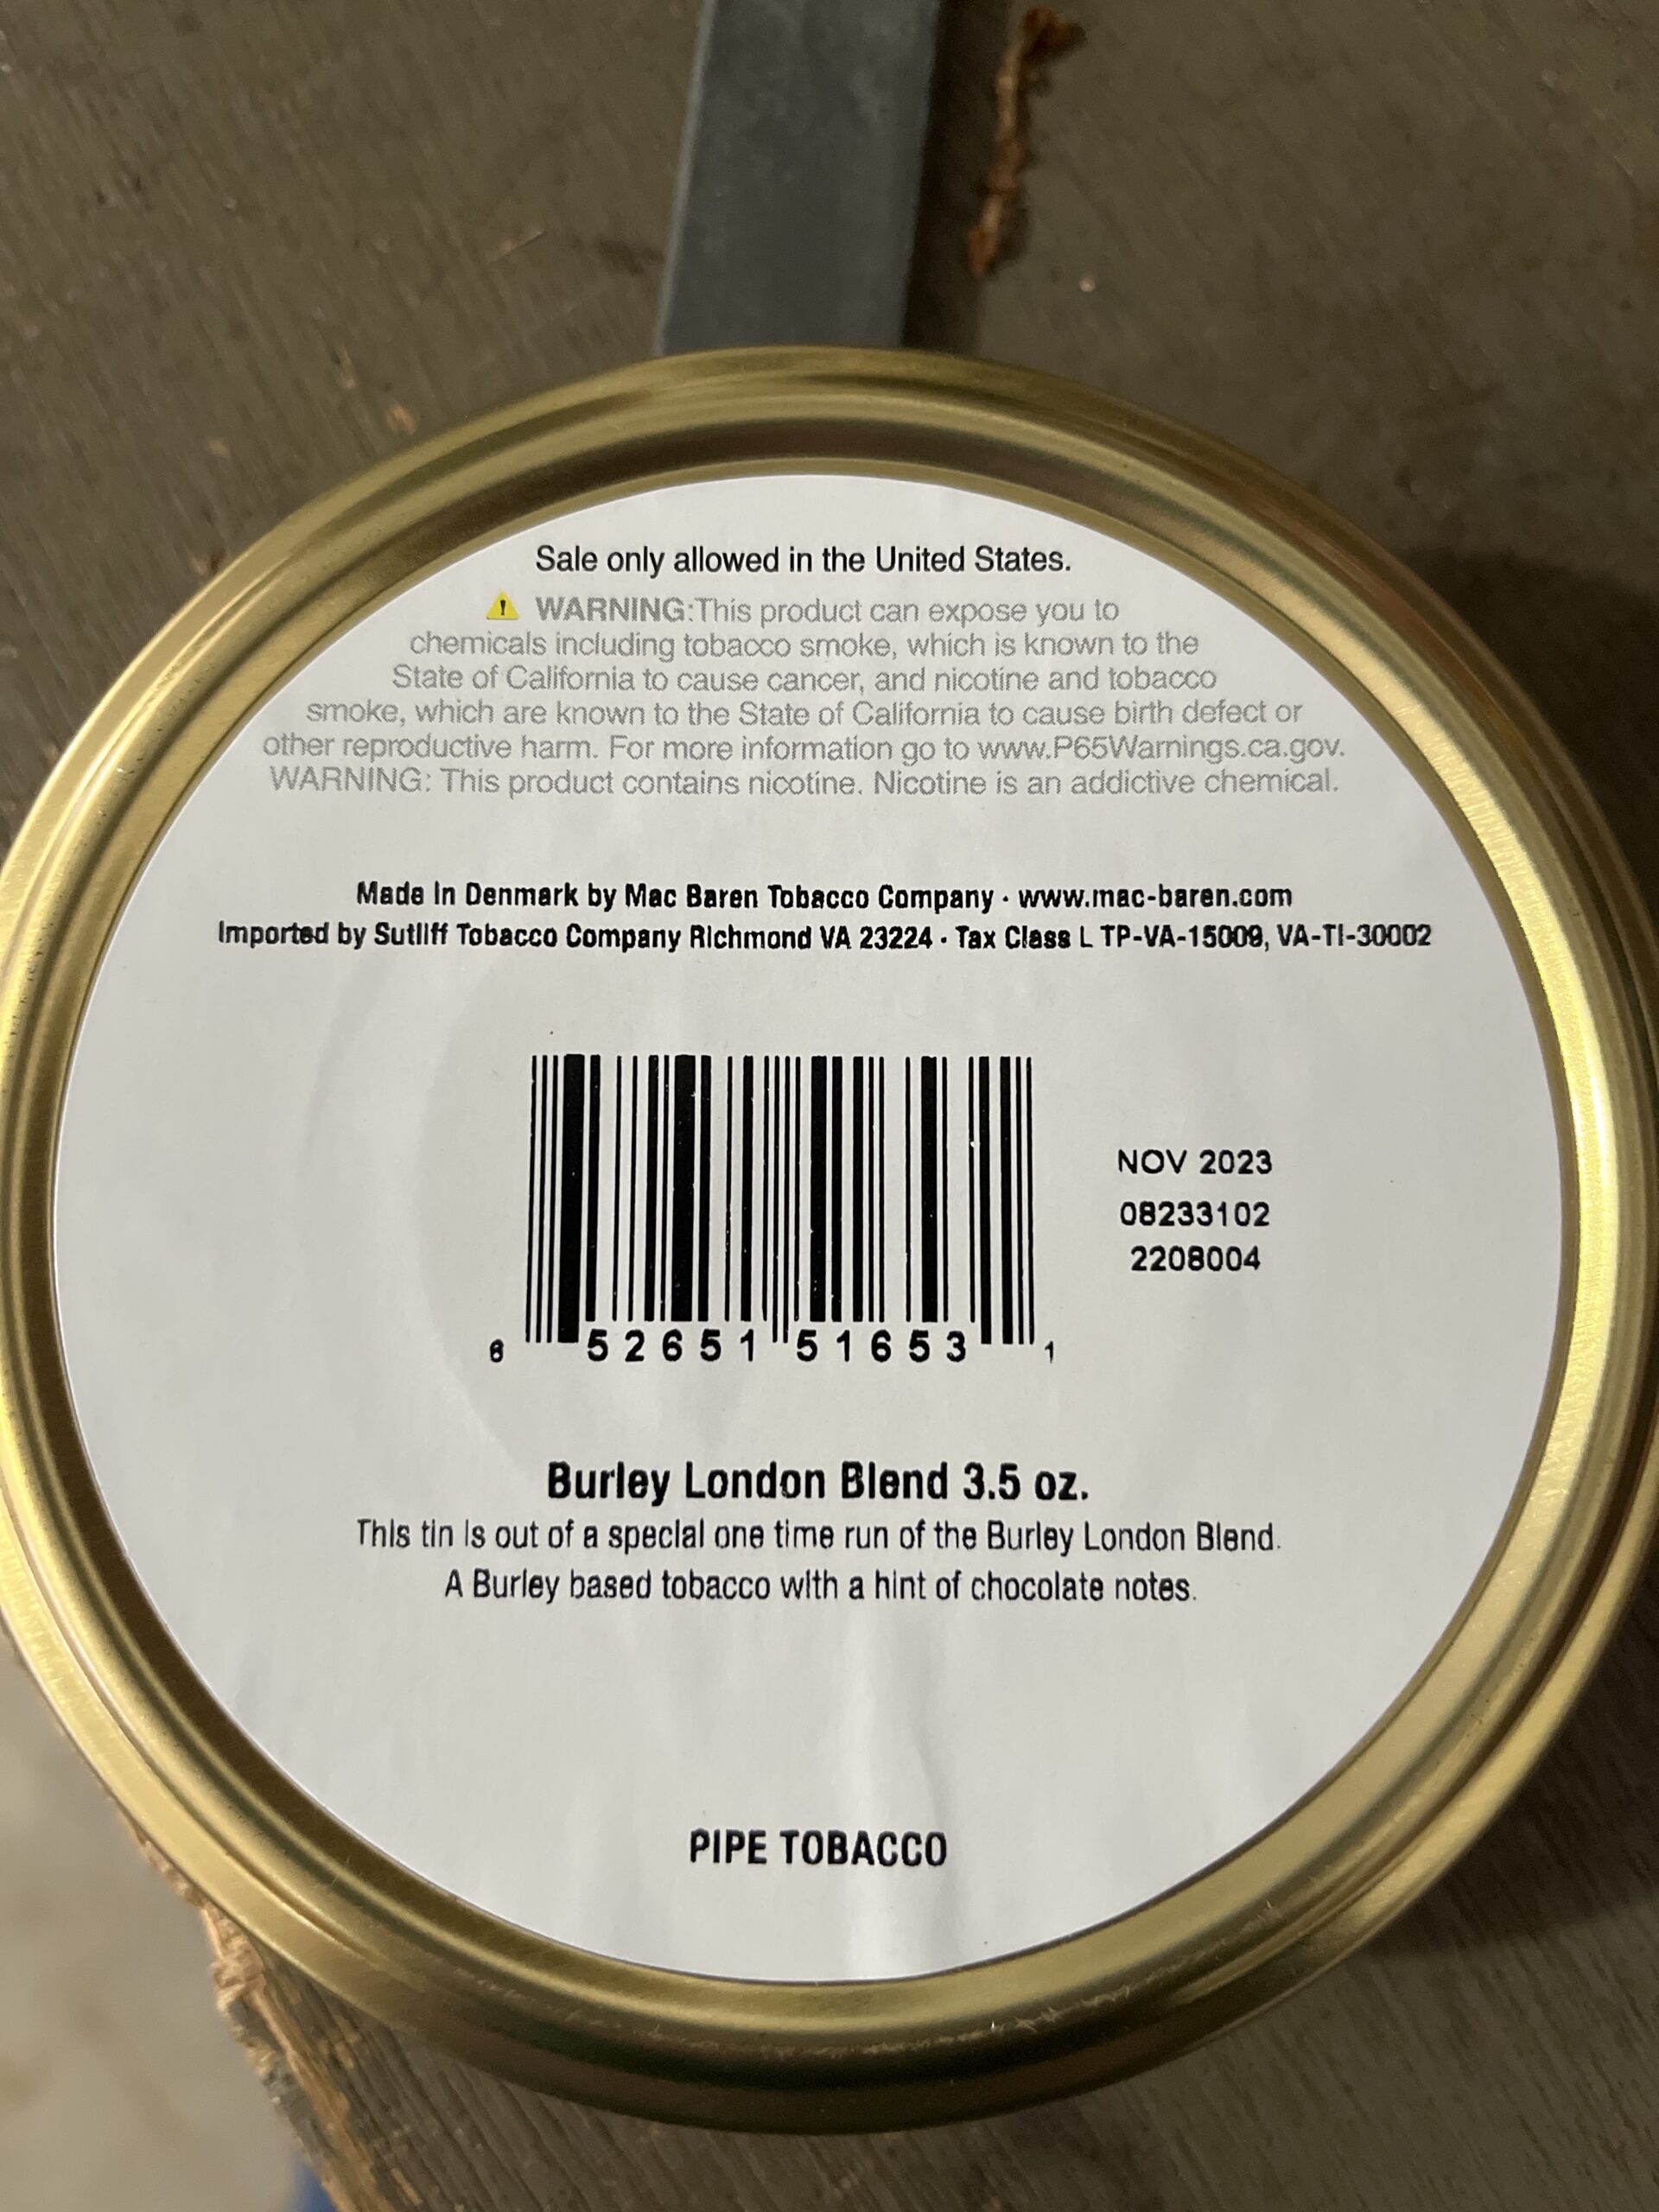 Sale only allowed in the United States.
⚠ WARNING:This product can expose you to
chemicals including tobacco smoke, which is known to the
State of California to cause cancer, and nicotine and tobacco
smoke, which are known to the State of California to cause birth defect or
other reproductive harm. For more information go to www.P65Warnings.ca.gov.
WARNING: This product contains nicotine. Nicotine is an addictive chemical.
Made In Denmark by Mac Baren Tobacco Company · www.mac-baren.com
Imported by Sutliff Tobacco Company Richmond VA 23224 · Tax Class L TP-VA-15009, VA-TI-30002
NOV 2023
08233102
2208004
6 52651 51653 1
Burley London Blend 3.5 oz.
This tin is out of a special one time run of the Burley London Blend.
A Burley based tobacco with a hint of chocolate notes.
PIPE TOBACCO